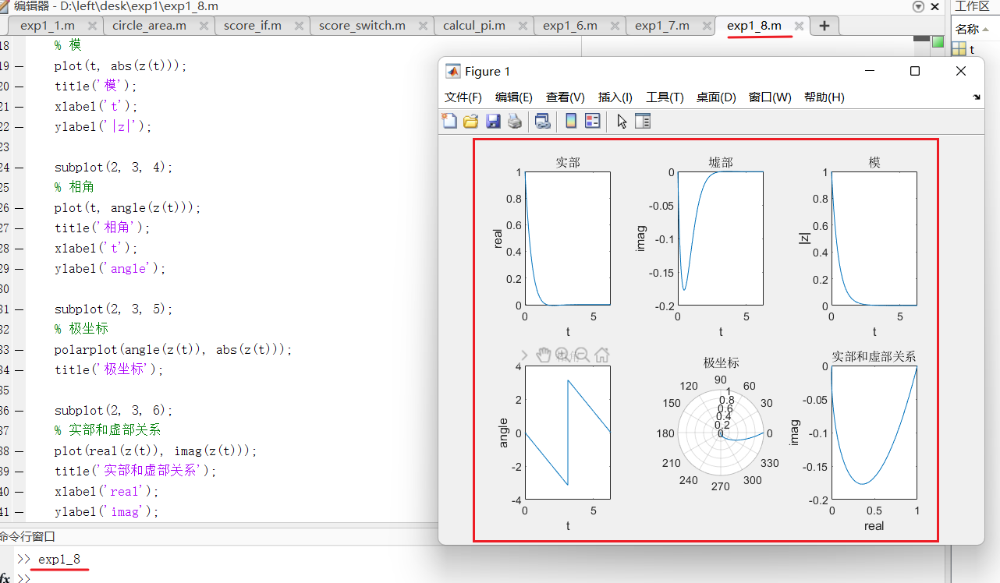 编辑器 - D:\left\desk\exp1\exp1_8.m
工作区
exp1_1.m
circle_area.m
score_if.m
score_switch.m
calcul_pi.m
exp1_6.m
exp1_7.m
exp1_8.m
名称
t
18 % 模
19 plot(t, abs(z(t)));
20 title('模');
21 xlabel('t');
22 ylabel('|z|');
23
24 subplot(2, 3, 4);
25 % 相角
26 plot(t, angle(z(t)));
27 title('相角');
28 xlabel('t');
29 ylabel('angle');
30
31 subplot(2, 3, 5);
32 % 极坐标
33 polarplot(angle(z(t)), abs(z(t)));
34 title('极坐标');
35
36 subplot(2, 3, 6);
37 % 实部和虚部关系
38 plot(real(z(t)), imag(z(t)));
39 title('实部和虚部关系');
40 xlabel('real');
41 ylabel('imag');
命令行窗口
>> exp1_8
fx >>
Figure 1
文件(F) 编辑(E) 查看(V) 插入(I) 工具(T) 桌面(D) 窗口(W) 帮助(H)
实部
1
0.8
0.6
0.4
0.2
0
real
0 5
t
墟部
0
-0.05
-0.1
-0.15
-0.2
imag
0 5
t
模
1
0.8
0.6
0.4
0.2
0
|z|
0 5
t
4
2
0
-2
-4
angle
0 5
t
极坐标
90
120 60
150 30
180 0
210 330
240 300
270
1
0.8
0.6
0.4
0.2
0
实部和虚部关系
0
-0.05
-0.1
-0.15
-0.2
imag
0 0.5 1
real